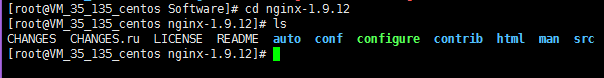 [root@VM_35_135_centos Software]# cd nginx-1.9.12
[root@VM_35_135_centos nginx-1.9.12]# ls
CHANGES  CHANGES.ru  LICENSE  README  auto  conf  configure  contrib  html  man  src
[root@VM_35_135_centos nginx-1.9.12]#